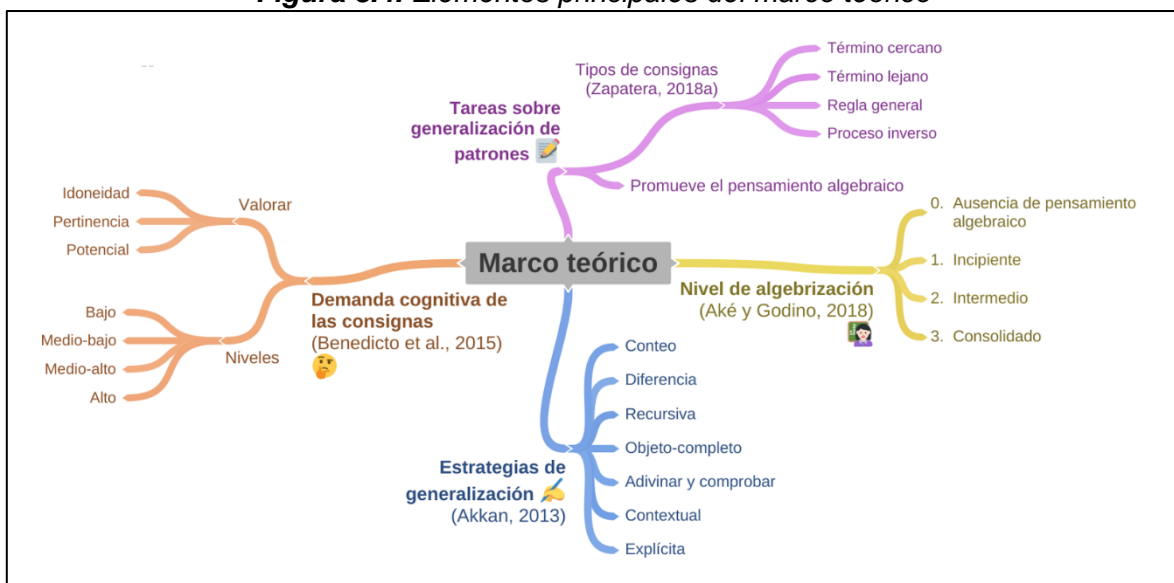 Figura 3.4. Elementos principales del marco teórico
Marco teórico
Tareas sobre
generalización de
patrones
Tipos de consignas
(Zapatera, 2018a)
Término cercano
Término lejano
Regla general
Proceso inverso
Promueve el pensamiento algebraico
Nivel de algebrización
(Aké y Godino, 2018)
0. Ausencia de pensamiento
algebraico
1. Incipiente
2. Intermedio
3. Consolidado
Estrategias de
generalización
(Akkan, 2013)
Conteo
Diferencia
Recursiva
Objeto-completo
Adivinar y comprobar
Contextual
Explícita
Demanda cognitiva de
las consignas
(Benedicto et al., 2015)
Valorar
Idoneidad
Pertinencia
Potencial
Niveles
Bajo
Medio-bajo
Medio-alto
Alto